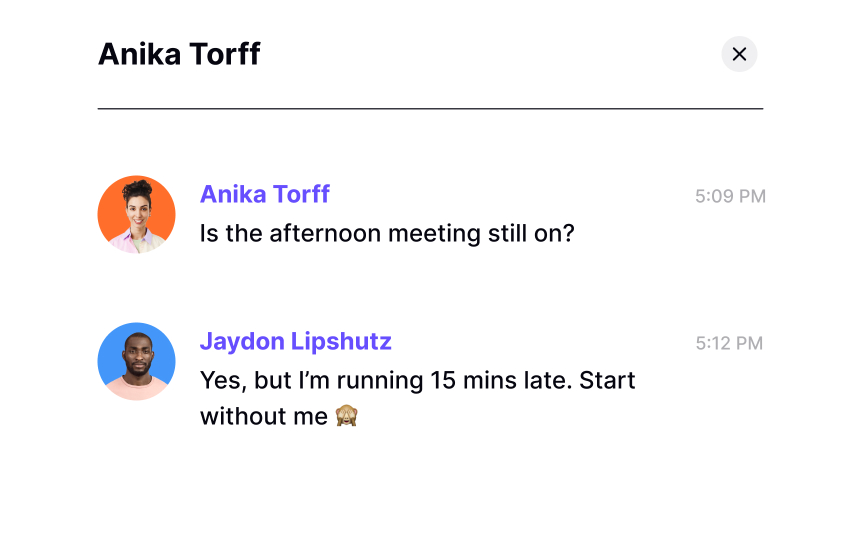 Anika Torff
Anika Torff
5:09 PM
Is the afternoon meeting still on?
Jaydon Lipshutz
5:12 PM
Yes, but I’m running 15 mins late. Start
without me 🙈